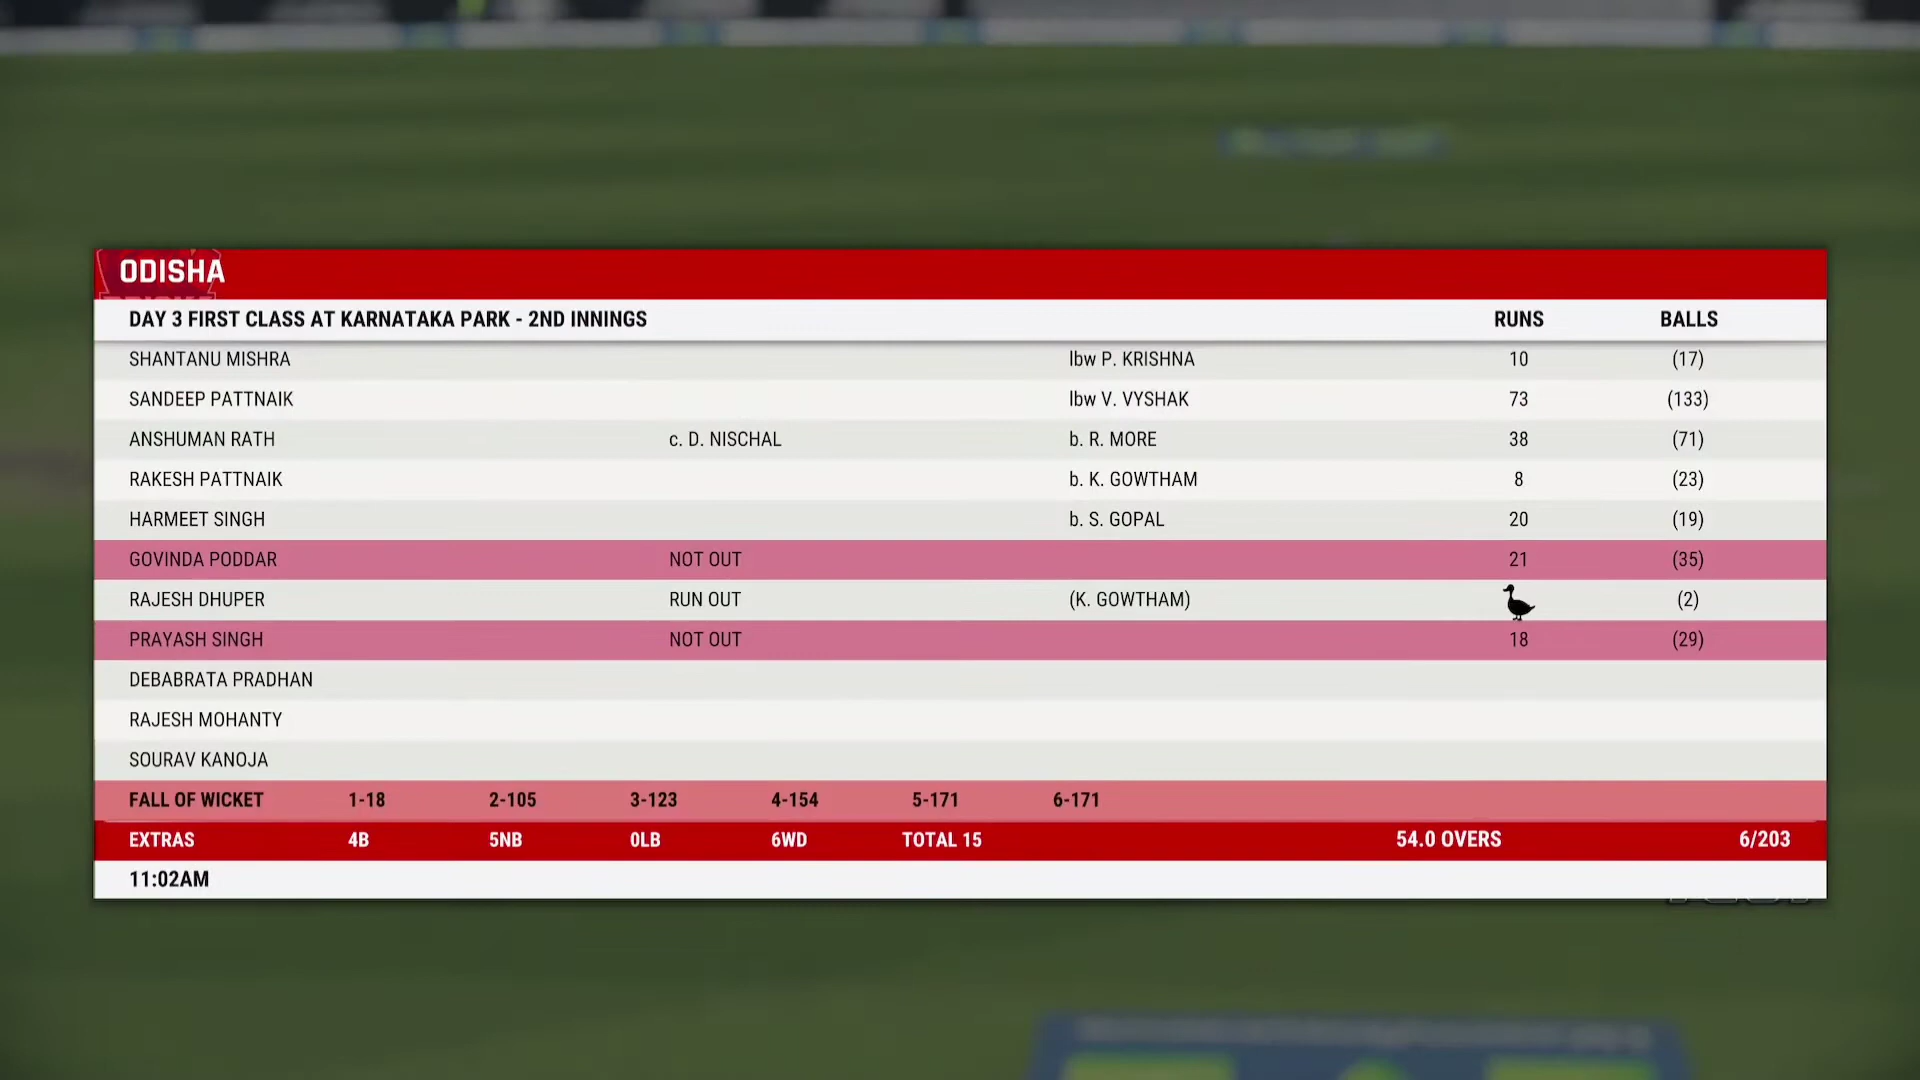 ODISHA
DAY 3 FIRST CLASS AT KARNATAKA PARK - 2ND INNINGS RUNS BALLS
SHANTANU MISHRA lbw P. KRISHNA 10 (17)
SANDEEP PATTNAIK lbw V. VYSHAK 73 (133)
ANSHUMAN RATH c. D. NISCHAL b. R. MORE 38 (71)
RAKESH PATTNAIK b. K. GOWTHAM 8 (23)
HARMEET SINGH b. S. GOPAL 20 (19)
GOVINDA PODDAR NOT OUT 21 (35)
RAJESH DHUPER RUN OUT (K. GOWTHAM) (2)
PRAYASH SINGH NOT OUT 18 (29)
DEBABRATA PRADHAN
RAJESH MOHANTY
SOURAV KANOJA
FALL OF WICKET 1-18 2-105 3-123 4-154 5-171 6-171
EXTRAS 4B 5NB 0LB 6WD TOTAL 15 54.0 OVERS 6/203
11:02AM